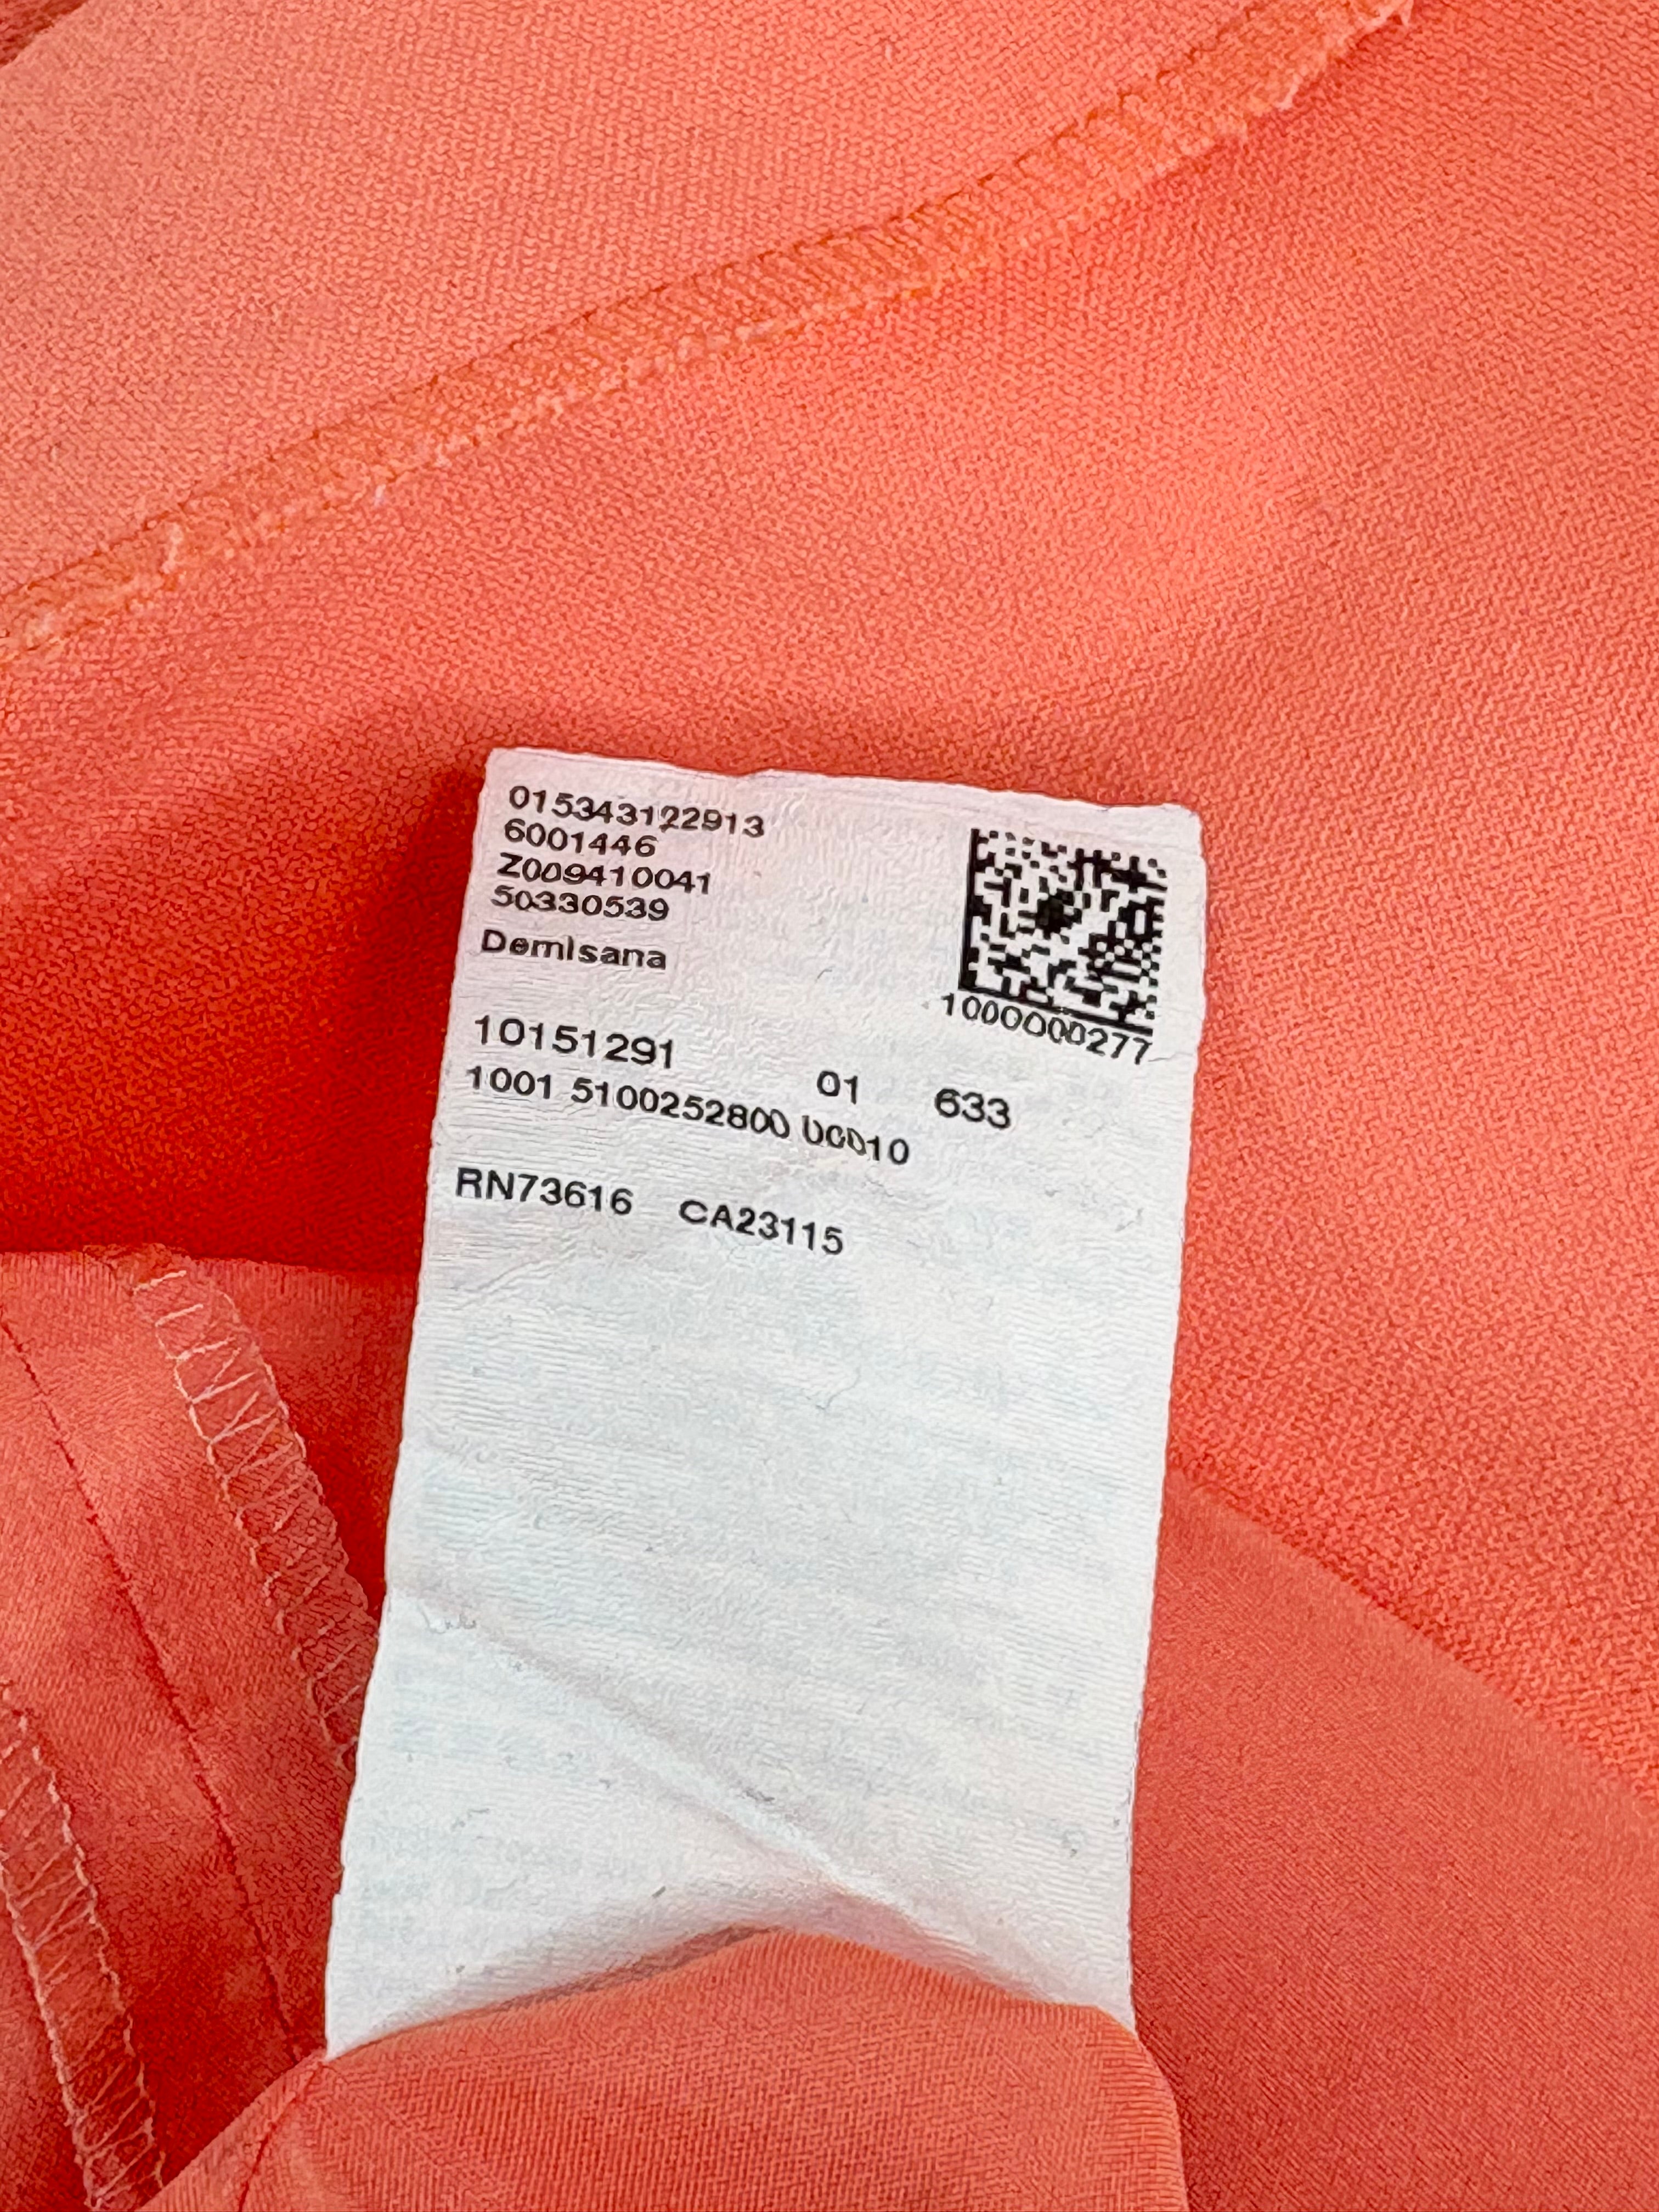 015343122913
6001446
Z009410041
50330539
Demisana
1000000277
10151291 01 633
1001 5100252800 00010
RN73616 CA23115